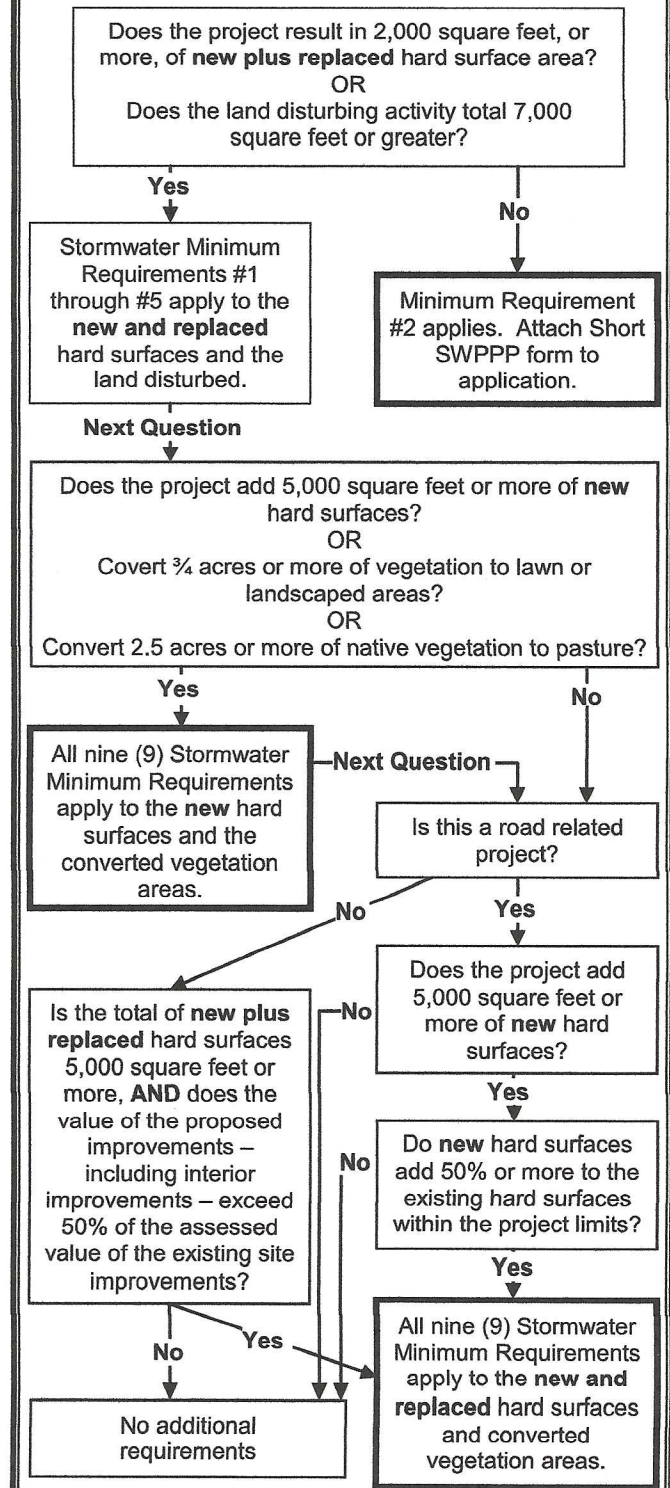 Does the project result in 2,000 square feet, or
more, of new plus replaced hard surface area?
OR
Does the land disturbing activity total 7,000
square feet or greater?
Yes
No
Stormwater Minimum
Requirements #1
through #5 apply to the
new and replaced
hard surfaces and the
land disturbed.
Minimum Requirement
#2 applies. Attach Short
SWPPP form to
application.
Next Question
Does the project add 5,000 square feet or more of new
hard surfaces?
OR
Covert ¾ acres or more of vegetation to lawn or
landscaped areas?
OR
Convert 2.5 acres or more of native vegetation to pasture?
Yes
No
All nine (9) Stormwater
Minimum Requirements
apply to the new hard
surfaces and the
converted vegetation
areas.
Next Question
Is this a road related
project?
No
Yes
Is the total of new plus
replaced hard surfaces
5,000 square feet or
more, AND does the
value of the proposed
improvements –
including interior
improvements – exceed
50% of the assessed
value of the existing site
improvements?
Does the project add
5,000 square feet or
more of new hard
surfaces?
No
Yes
Do new hard surfaces
add 50% or more to the
existing hard surfaces
within the project limits?
No
Yes
No
Yes
No additional
requirements
All nine (9) Stormwater
Minimum Requirements
apply to the new and
replaced hard surfaces
and converted
vegetation areas.